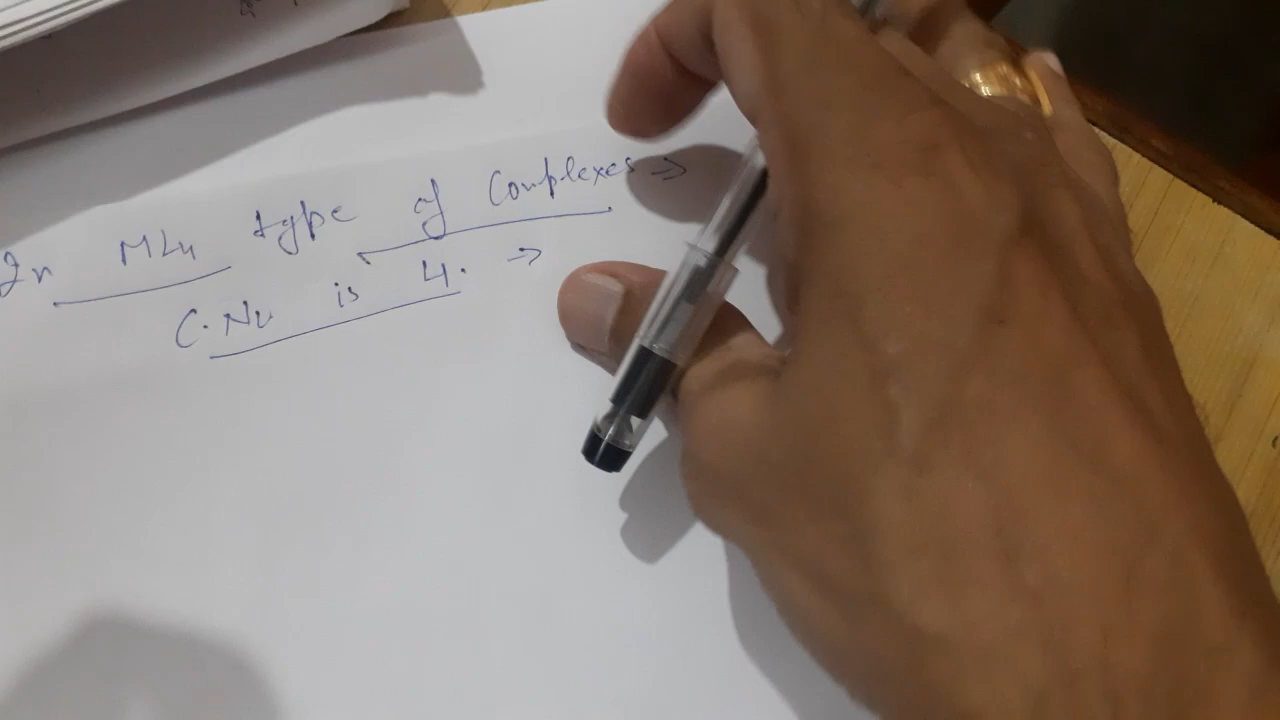 In ML4 type of Complexes →
C.No is 4. →